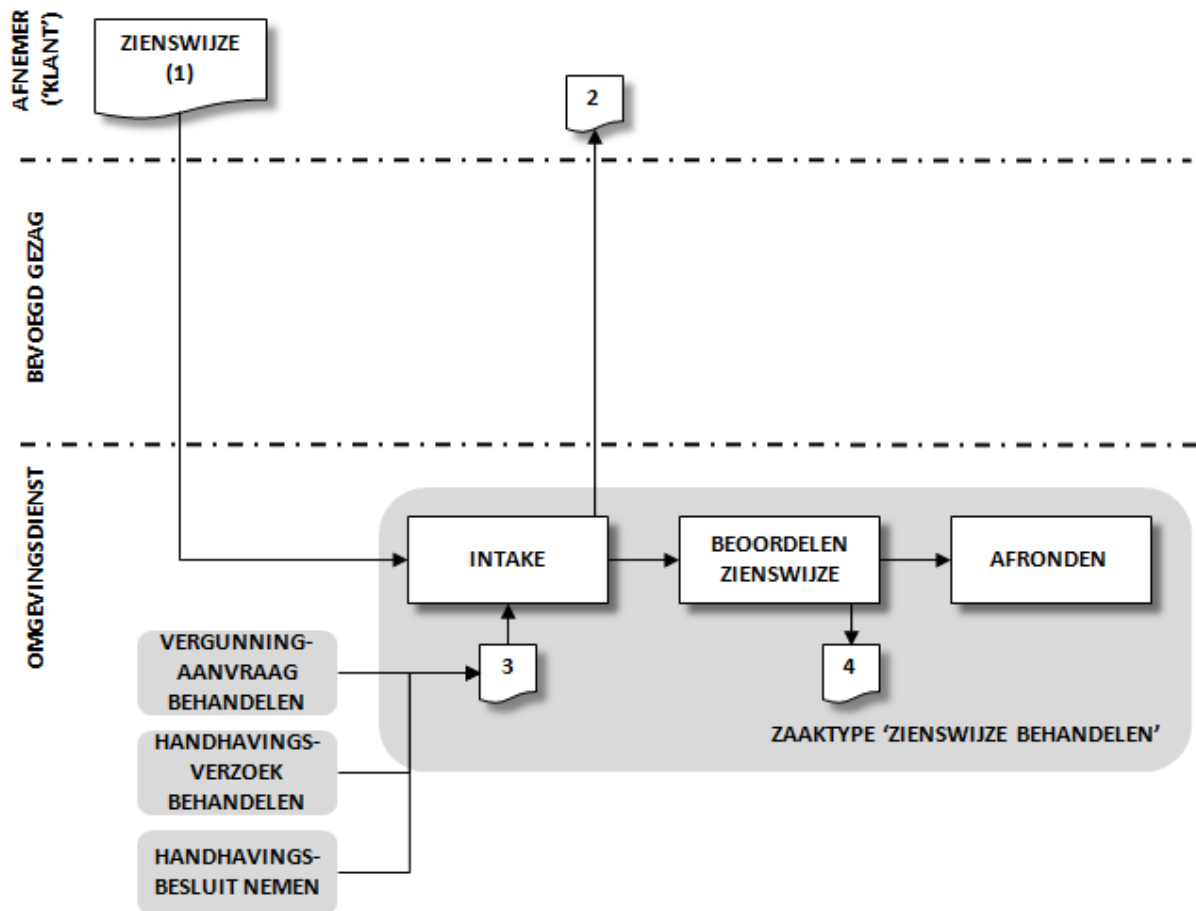 AFNEMER
('KLANT')
ZIENSWIJZE
(1)
2
BEVOEGD GEZAG
OMGEVINGSDIENST
INTAKE
BEOORDELEN
ZIENSWIJZE
AFRONDEN
VERGUNNING-
AANVRAAG
BEHANDELEN
3
4
HANDHAVINGS-
VERZOEK
BEHANDELEN
ZAAKTYPE ‘ZIENSWIJZE BEHANDELEN’
HANDHAVINGS-
BESLUIT NEMEN